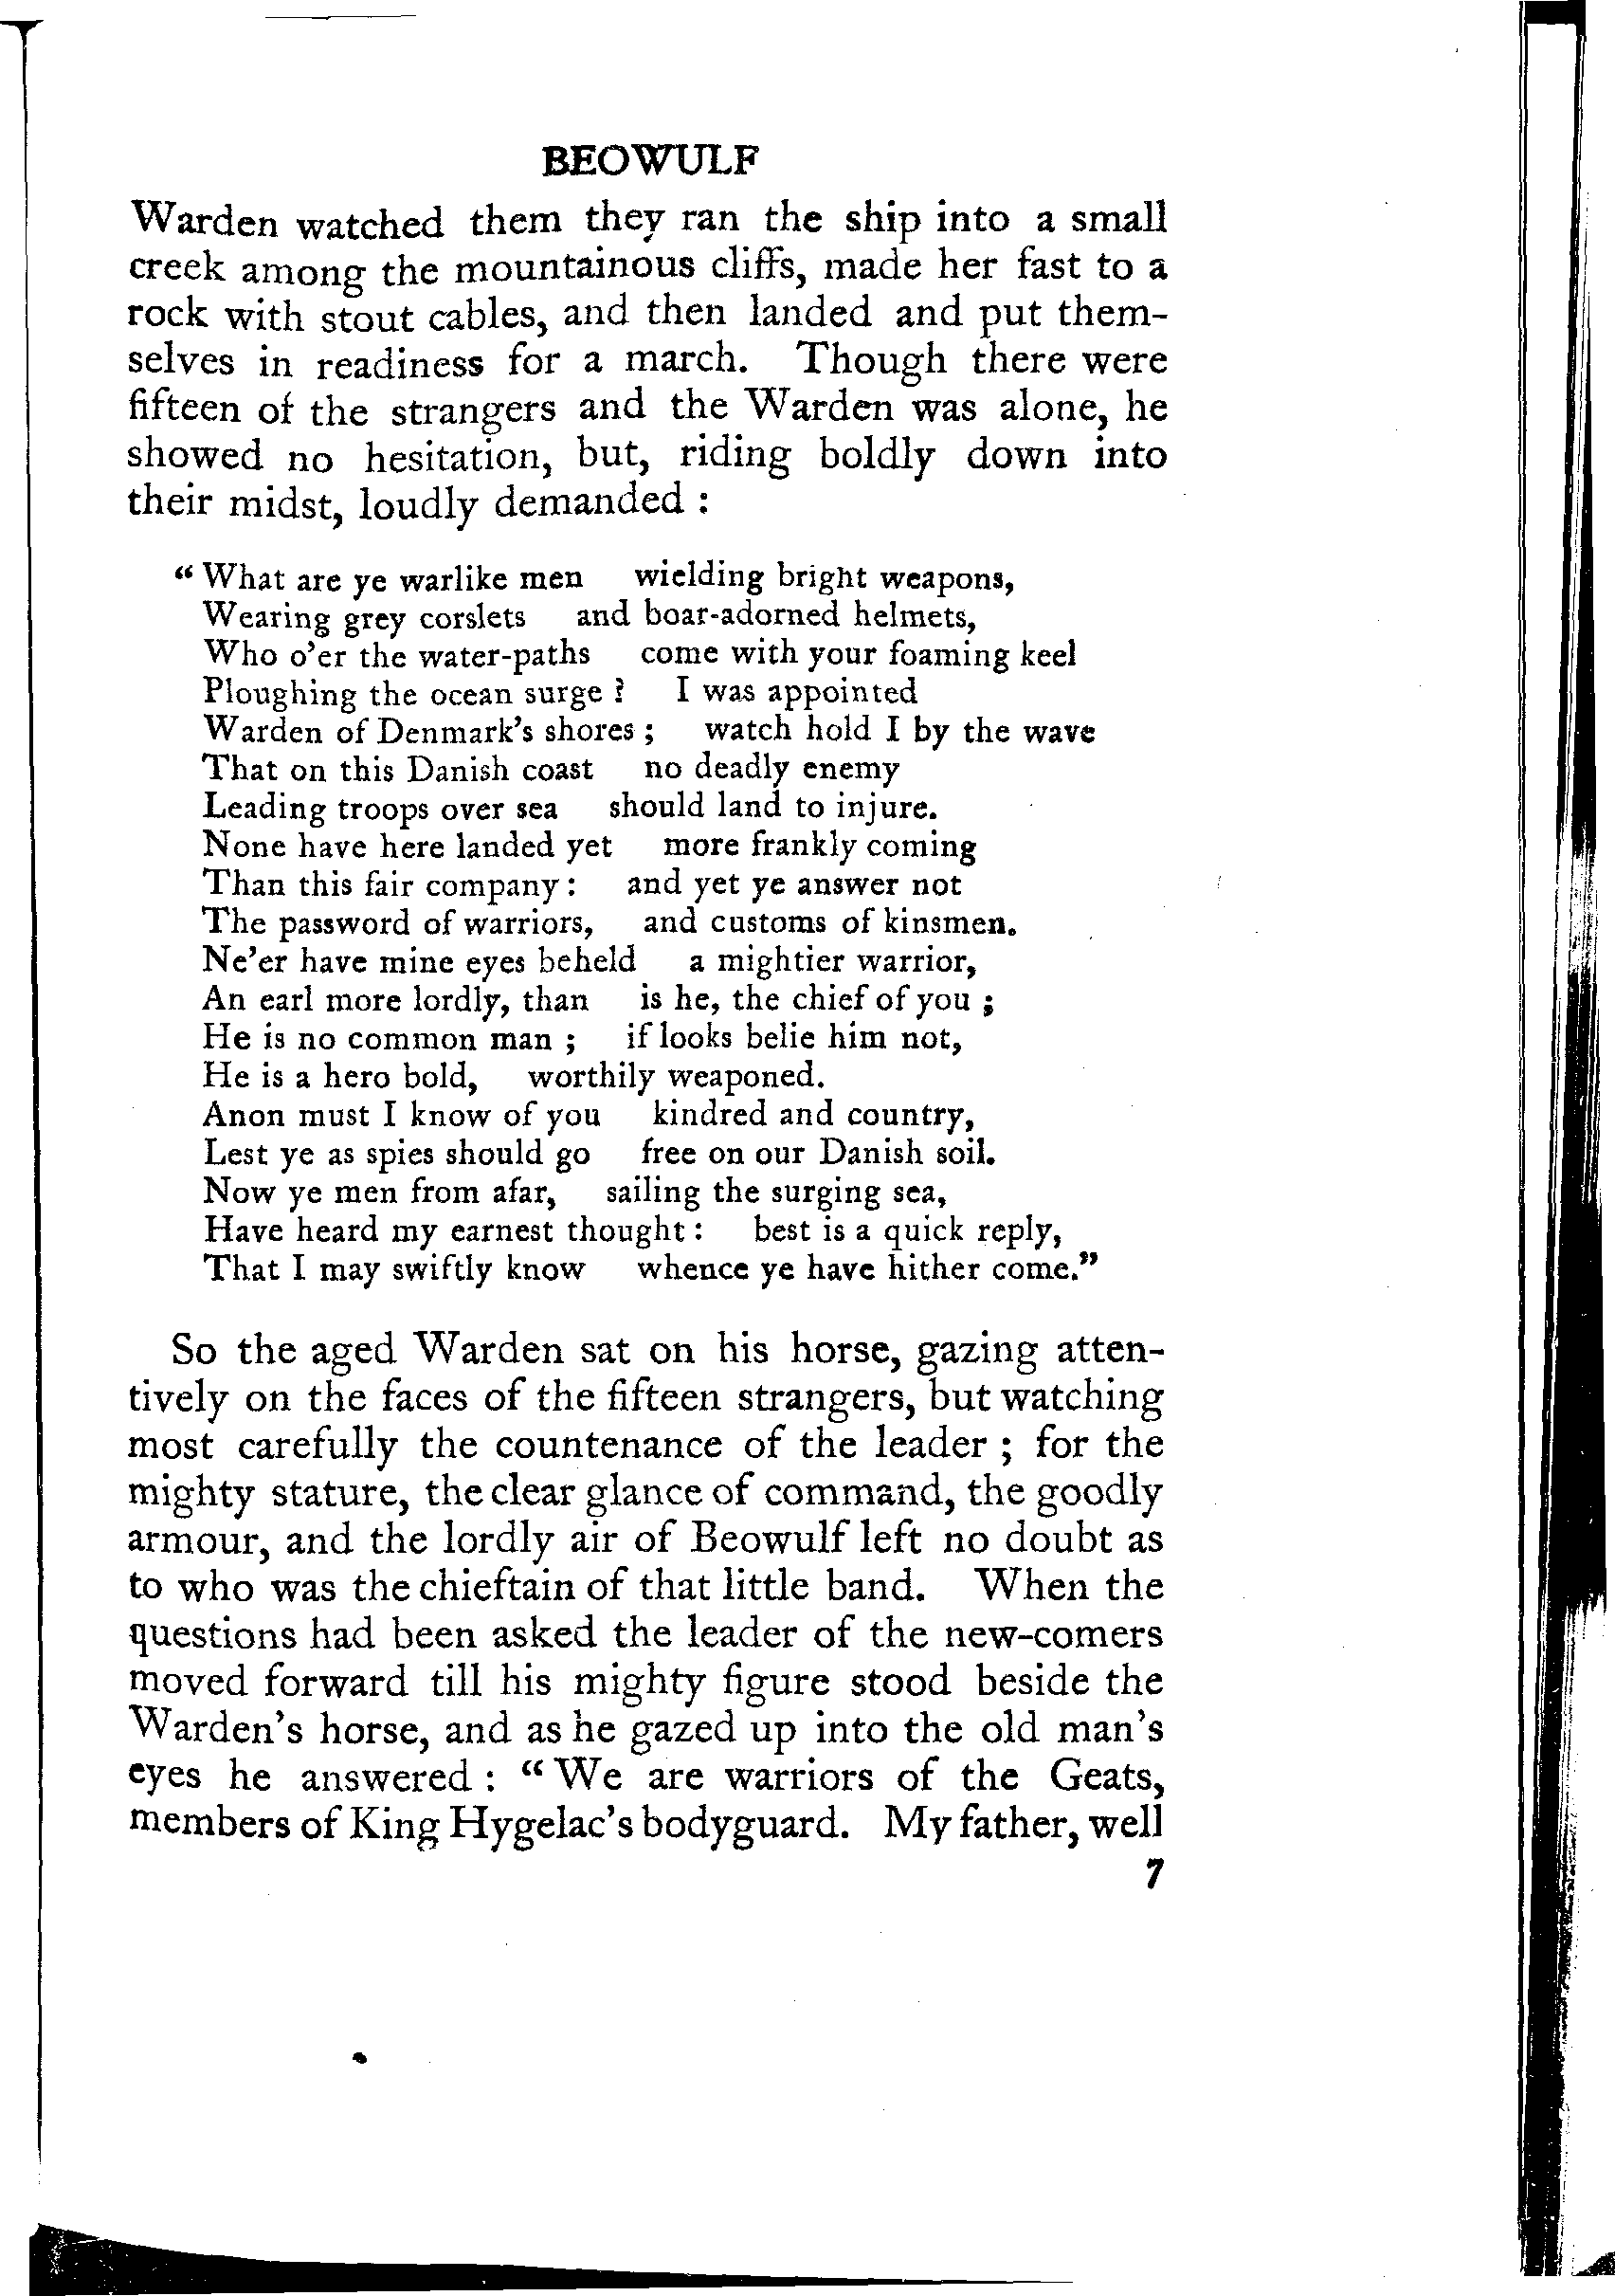 BEOWULF
Warden watched them they ran the ship into a small
creek among the mountainous cliffs, made her fast to a
rock with stout cables, and then landed and put them-
selves in readiness for a march. Though there were
fifteen of the strangers and the Warden was alone, he
showed no hesitation, but, riding boldly down into
their midst, loudly demanded :
“ What are ye warlike men wielding bright weapons,
Wearing grey corslets and boar-adorned helmets,
Who o’er the water-paths come with your foaming keel
Ploughing the ocean surge ? I was appointed
Warden of Denmark’s shores ; watch hold I by the wave
That on this Danish coast no deadly enemy
Leading troops over sea should land to injure.
None have here landed yet more frankly coming
Than this fair company : and yet ye answer not
The password of warriors, and customs of kinsmen.
Ne’er have mine eyes beheld a mightier warrior,
An earl more lordly, than is he, the chief of you ;
He is no common man ; if looks belie him not,
He is a hero bold, worthily weaponed.
Anon must I know of you kindred and country,
Lest ye as spies should go free on our Danish soil.
Now ye men from afar, sailing the surging sea,
Have heard my earnest thought : best is a quick reply,
That I may swiftly know whence ye have hither come.”
So the aged Warden sat on his horse, gazing atten-
tively on the faces of the fifteen strangers, but watching
most carefully the countenance of the leader ; for the
mighty stature, the clear glance of command, the goodly
armour, and the lordly air of Beowulf left no doubt as
to who was the chieftain of that little band. When the
questions had been asked the leader of the new-comers
moved forward till his mighty figure stood beside the
Warden’s horse, and as he gazed up into the old man’s
eyes he answered : “ We are warriors of the Geats,
members of King Hygelac’s bodyguard. My father, well
7